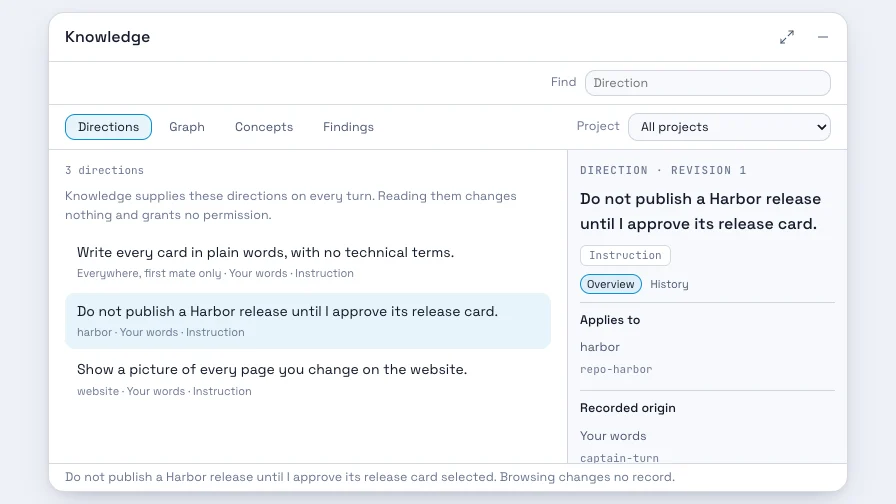 Knowledge
Find
Direction
Directions
Graph
Concepts
Findings
Project
All projects
3 directions
Knowledge supplies these directions on every turn. Reading them changes
nothing and grants no permission.
Write every card in plain words, with no technical terms.
Everywhere, first mate only · Your words · Instruction
Do not publish a Harbor release until I approve its release card.
harbor · Your words · Instruction
Show a picture of every page you change on the website.
website · Your words · Instruction
DIRECTION · REVISION 1
Do not publish a Harbor release
until I approve its release card.
Instruction
Overview
History
Applies to
harbor
repo-harbor
Recorded origin
Your words
captain-turn
Do not publish a Harbor release until I approve its release card selected. Browsing changes no record.